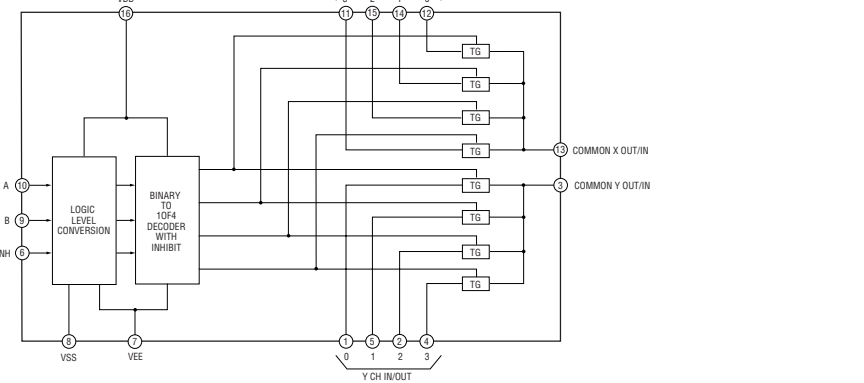 16
11
15
14
12
TG
TG
TG
TG
13 COMMON X OUT/IN
A 10
TG
3 COMMON Y OUT/IN
B 9
TG
NH 6
TG
TG
LOGIC
LEVEL
CONVERSION
BINARY
TO
1OF4
DECODER
WITH
INHIBIT
8
7
1
5
2
4
VSS
VEE
0
1
2
3
Y CH IN/OUT